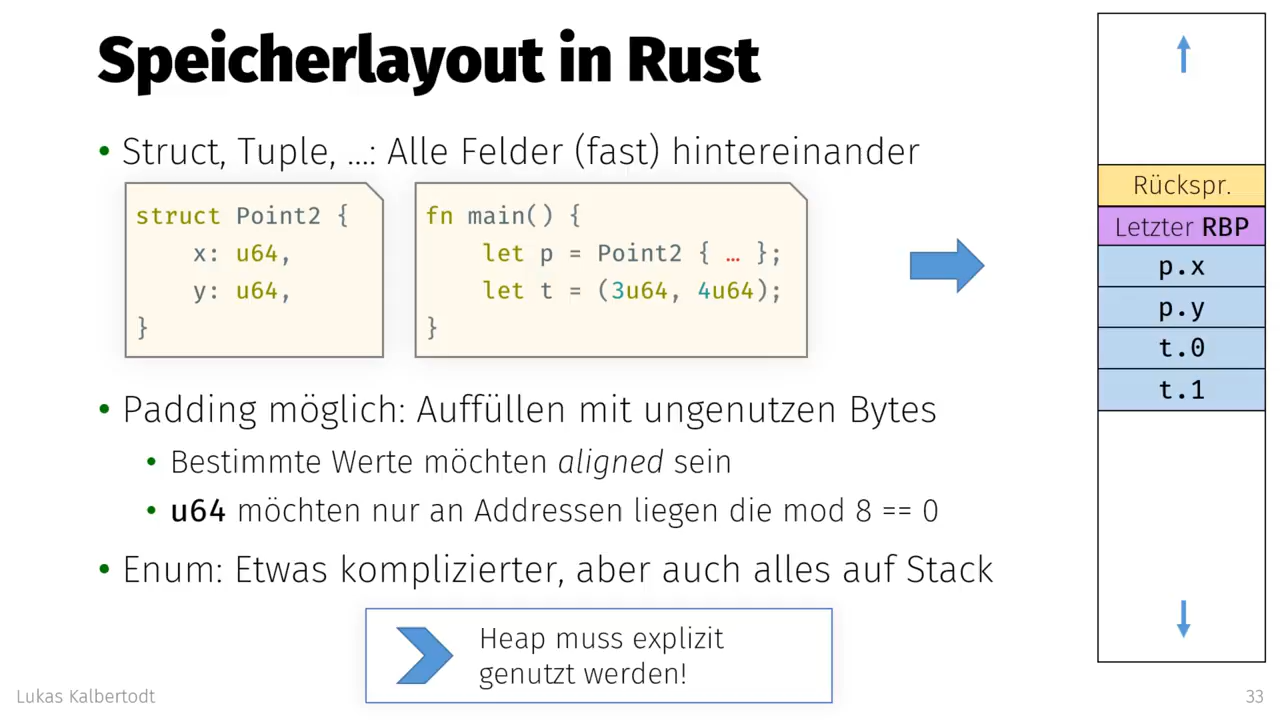 Speicherlayout in Rust
• Struct, Tuple, …: Alle Felder (fast) hintereinander
struct Point2 {
x: u64,
y: u64,
}
fn main() {
let p = Point2 { … };
let t = (3u64, 4u64);
}
• Padding möglich: Auffüllen mit ungenutzen Bytes
• Bestimmte Werte möchten aligned sein
• u64 möchten nur an Addressen liegen die mod 8 == 0
• Enum: Etwas komplizierter, aber auch alles auf Stack
Heap muss explizit
genutzt werden!
Rückspr.
Letzter RBP
p.x
p.y
t.0
t.1
Lukas Kalbertodt
33